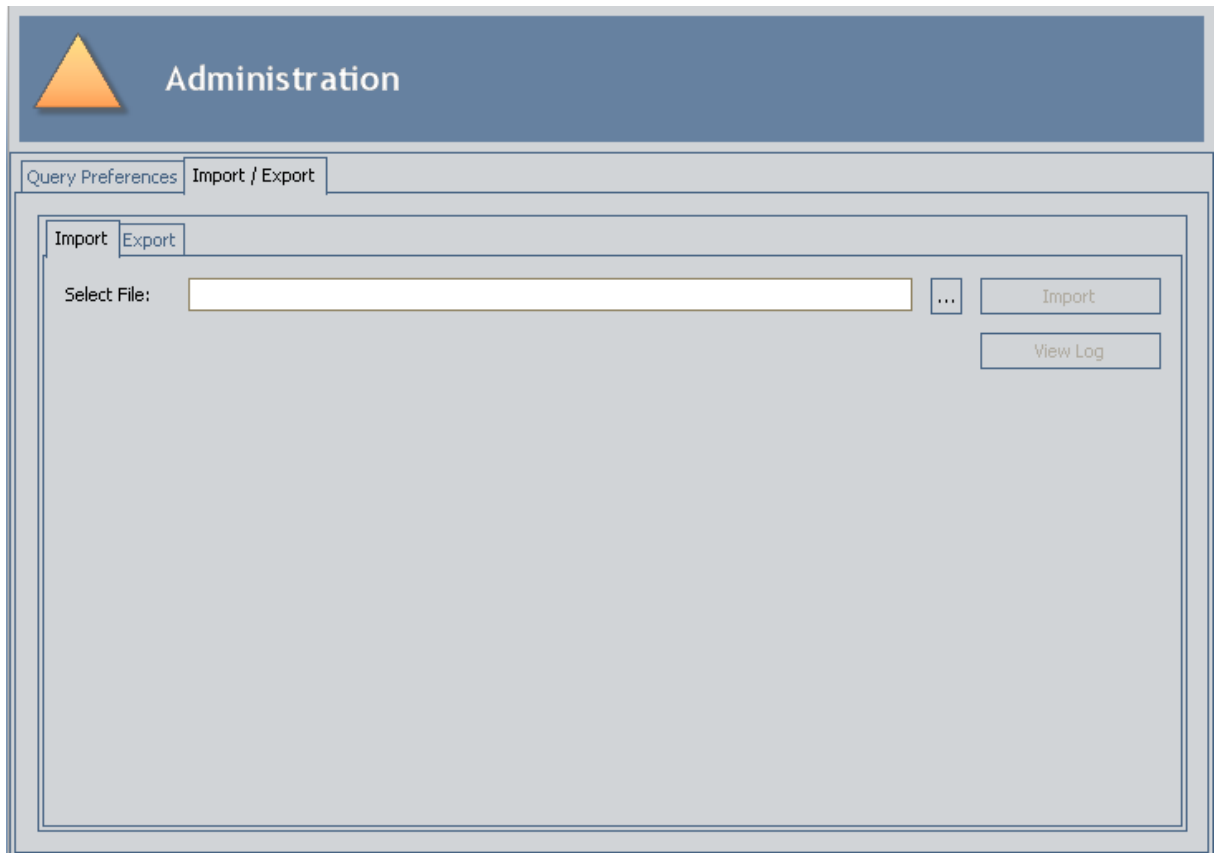 Administration
Query Preferences Import / Export
Import Export
Select File: ... Import
View Log